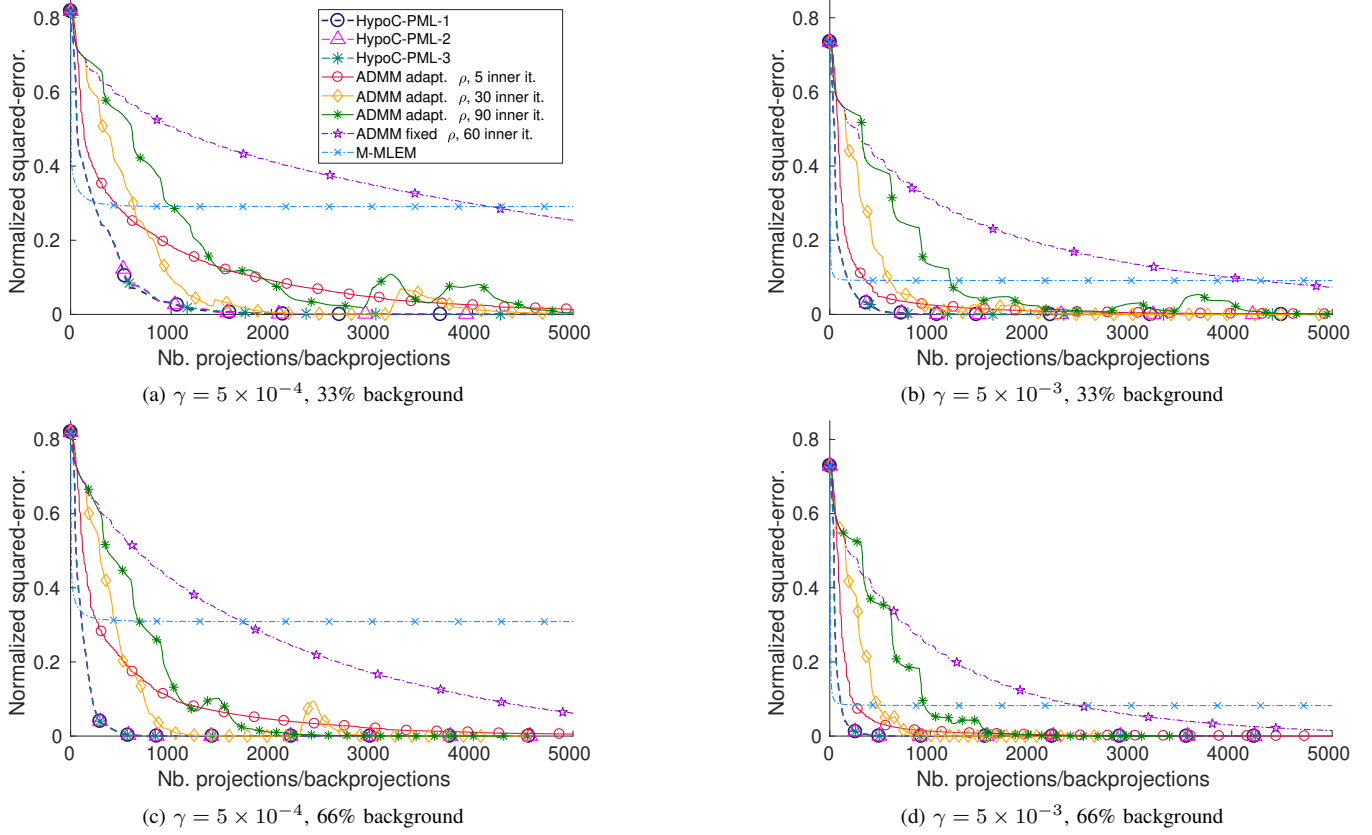 0.8
0.6
0.4
0.2
0
0 1000 2000 3000 4000 5000
Normalized squared-error.
Nb. projections/backprojections
HypoC-PML-1
HypoC-PML-2
HypoC-PML-3
ADMM adapt. ρ, 5 inner it.
ADMM adapt. ρ, 30 inner it.
ADMM adapt. ρ, 90 inner it.
ADMM fixed ρ, 60 inner it.
M-MLEM
(a) γ = 5 × 10⁻⁴, 33% background
0.8
0.6
0.4
0.2
0
0 1000 2000 3000 4000 5000
Normalized squared-error.
Nb. projections/backprojections
(b) γ = 5 × 10⁻³, 33% background
0.8
0.6
0.4
0.2
0
0 1000 2000 3000 4000 5000
Normalized squared-error.
Nb. projections/backprojections
(c) γ = 5 × 10⁻⁴, 66% background
0.8
0.6
0.4
0.2
0
0 1000 2000 3000 4000 5000
Normalized squared-error.
Nb. projections/backprojections
(d) γ = 5 × 10⁻³, 66% background